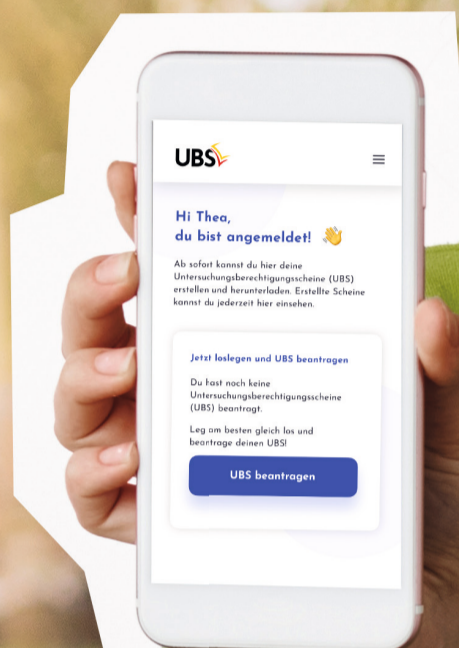 UBS
Hi Thea,
du bist angemeldet! 👋
Ab sofort kannst du hier deine
Untersuchungsberechtigungsscheine (UBS)
erstellen und herunterladen. Erstellte Scheine
kannst du jederzeit hier einsehen.
Jetzt loslegen und UBS beantragen
Du hast noch keine
Untersuchungsberechtigungsscheine
(UBS) beantragt.
Leg am besten gleich los und
beantrage deinen UBS!
UBS beantragen